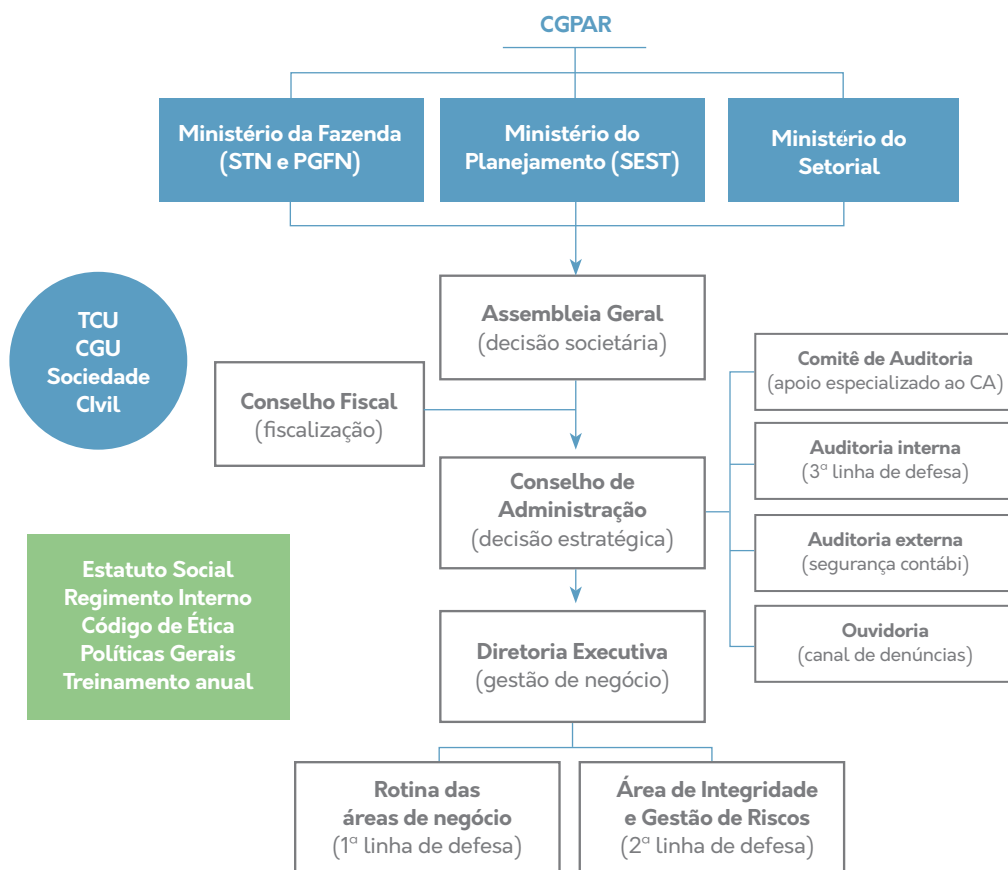 CGPAR
Ministério da Fazenda
(STN e PGFN)
Ministério do
Planejamento (SEST)
Ministério do
Setorial
TCU
CGU
Sociedade
CIvil
Assembleia Geral
(decisão societária)
Conselho Fiscal
(fiscalização)
Conselho de
Administração
(decisão estratégica)
Comitê de Auditoria
(apoio especializado ao CA)
Auditoria interna
(3ª linha de defesa)
Auditoria externa
(segurança contábi)
Ouvidoria
(canal de denúncias)
Estatuto Social
Regimento Interno
Código de Ética
Políticas Gerais
Treinamento anual
Diretoria Executiva
(gestão de negócio)
Rotina das
áreas de negócio
(1ª linha de defesa)
Área de Integridade
e Gestão de Riscos
(2ª linha de defesa)